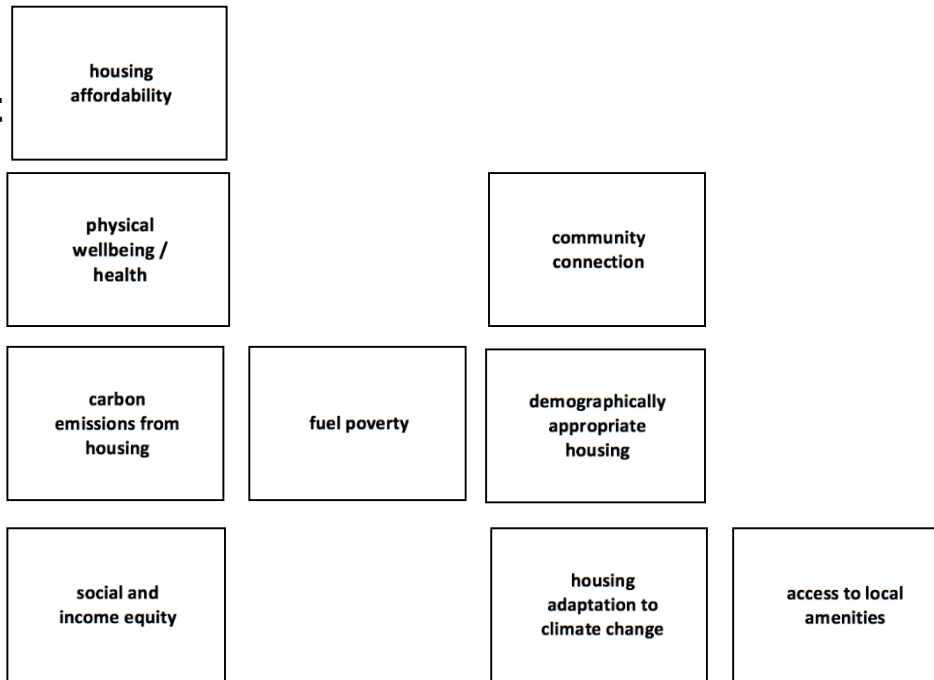 housing
affordability
physical
wellbeing /
health
community
connection
carbon
emissions from
housing
fuel poverty
demographically
appropriate
housing
social and
income equity
housing
adaptation to
climate change
access to local
amenities